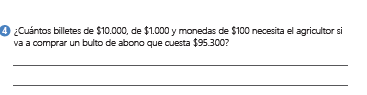 4 ¿Cuántos billetes de $10.000, de $1.000 y monedas de $100 necesita el agricultor si
va a comprar un bulto de abono que cuesta $95.300?